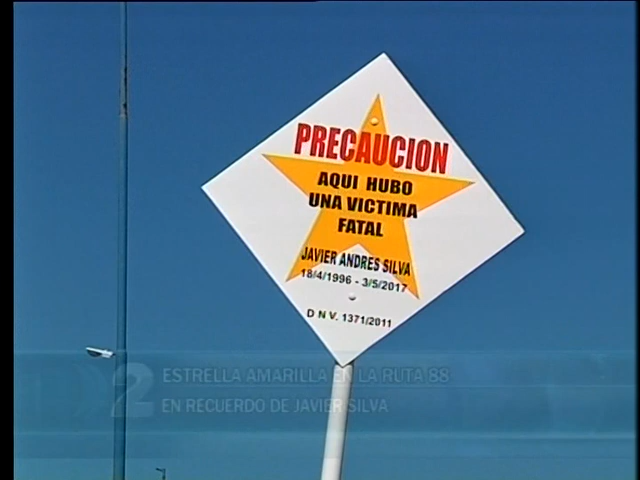 PRECAUCION
AQUI HUBO
UNA VICTIMA
FATAL
JAVIER ANDRES SILVA
18/4/1996 - 3/5/2017
D N V. 1371/2011
2
ESTRELLA AMARILLA EN LA RUTA 88
EN RECUERDO DE JAVIER SILVA